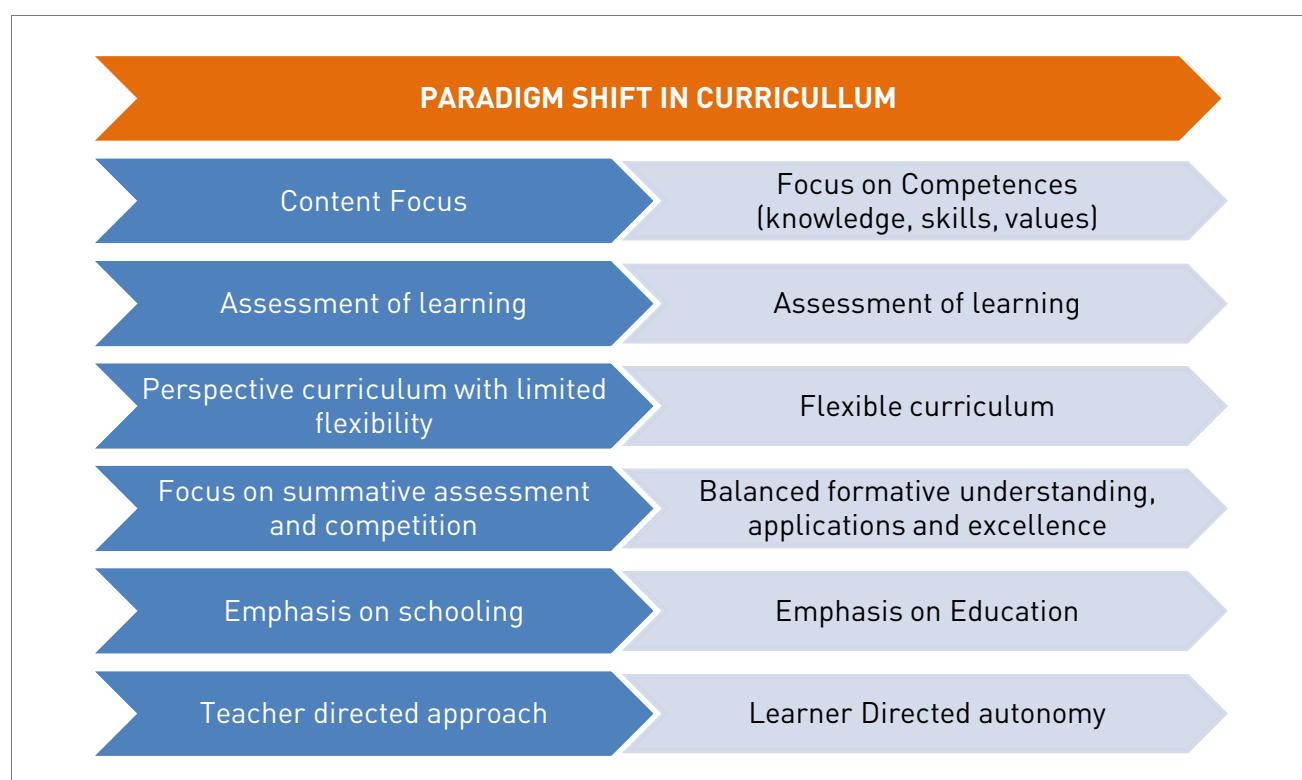 PARADIGM SHIFT IN CURRICULLUM
Content Focus
Focus on Competences
(knowledge, skills, values)
Assessment of learning
Assessment of learning
Perspective curriculum with limited
flexibility
Flexible curriculum
Focus on summative assessment
and competition
Balanced formative understanding,
applications and excellence
Emphasis on schooling
Emphasis on Education
Teacher directed approach
Learner Directed autonomy